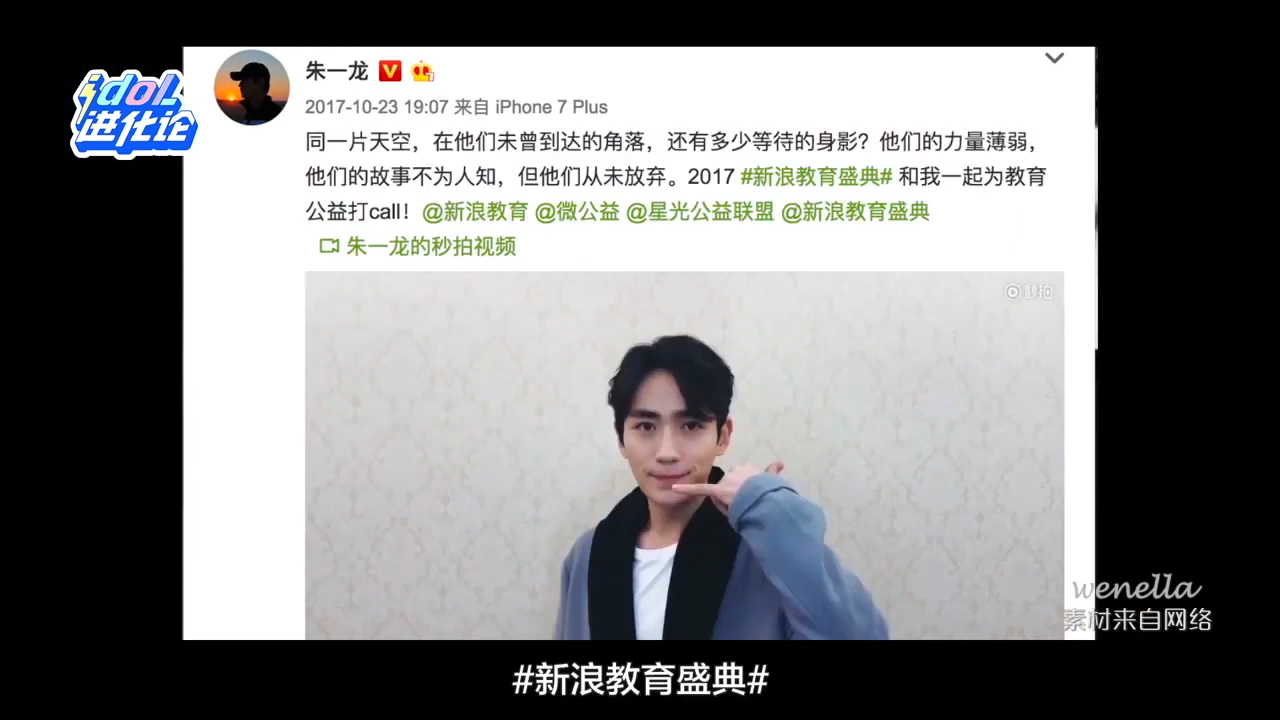 idol
进化论
朱一龙
2017-10-23 19:07 来自 iPhone 7 Plus
同一片天空，在他们未曾到达的角落，还有多少等待的身影？他们的力量薄弱，
他们的故事不为人知，但他们从未放弃。2017 #新浪教育盛典# 和我一起为教育
公益打call！@新浪教育 @微公益 @星光公益联盟 @新浪教育盛典
朱一龙的秒拍视频
秒拍
wenella
素材来自网络
#新浪教育盛典#